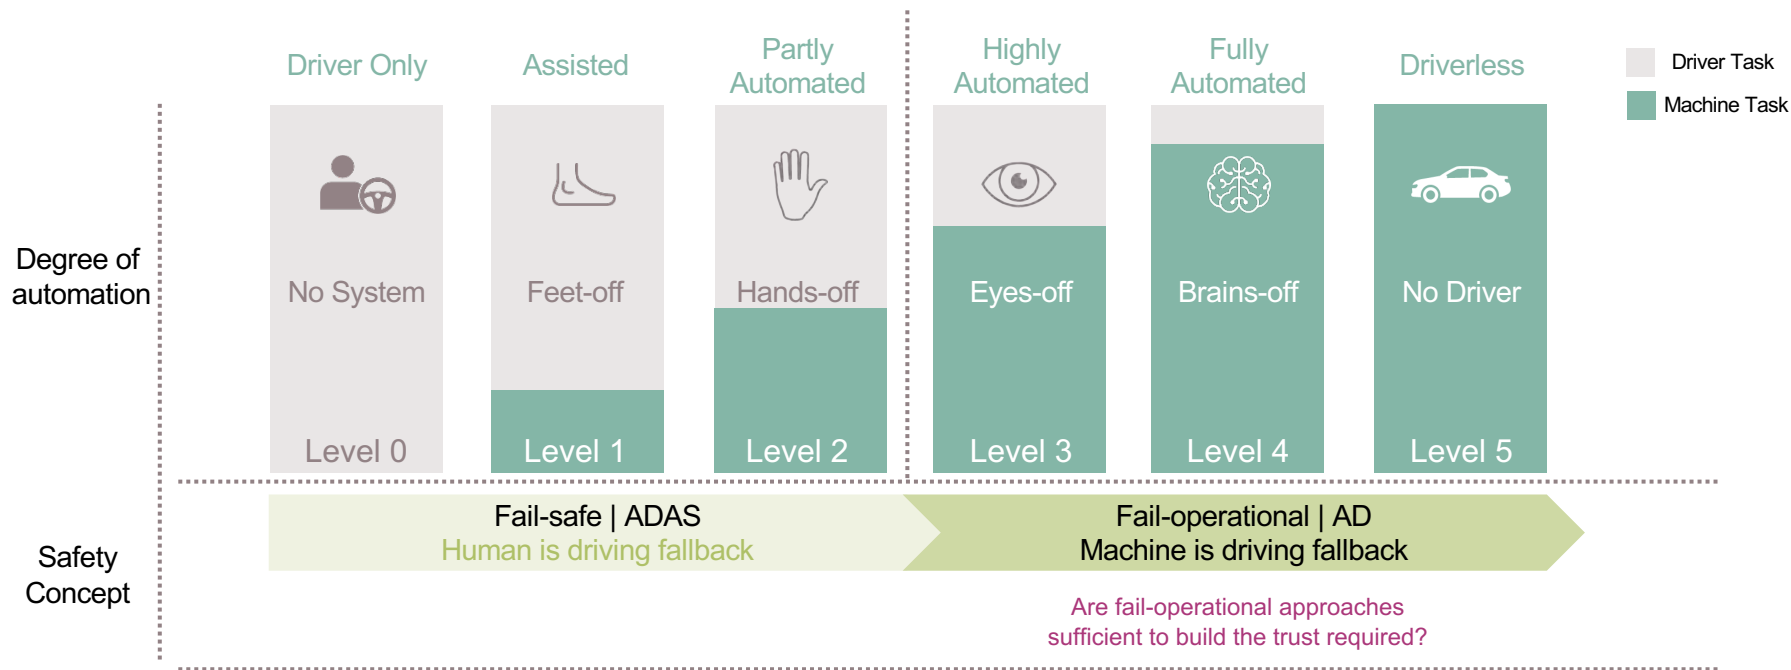 Driver Only
Assisted
Partly
Automated
Highly
Automated
Fully
Automated
Driverless
Driver Task
Machine Task
Degree of
automation
No System
Feet-off
Hands-off
Eyes-off
Brains-off
No Driver
Level 0
Level 1
Level 2
Level 3
Level 4
Level 5
Safety
Concept
Fail-safe | ADAS
Human is driving fallback
Fail-operational | AD
Machine is driving fallback
Are fail-operational approaches
sufficient to build the trust required?